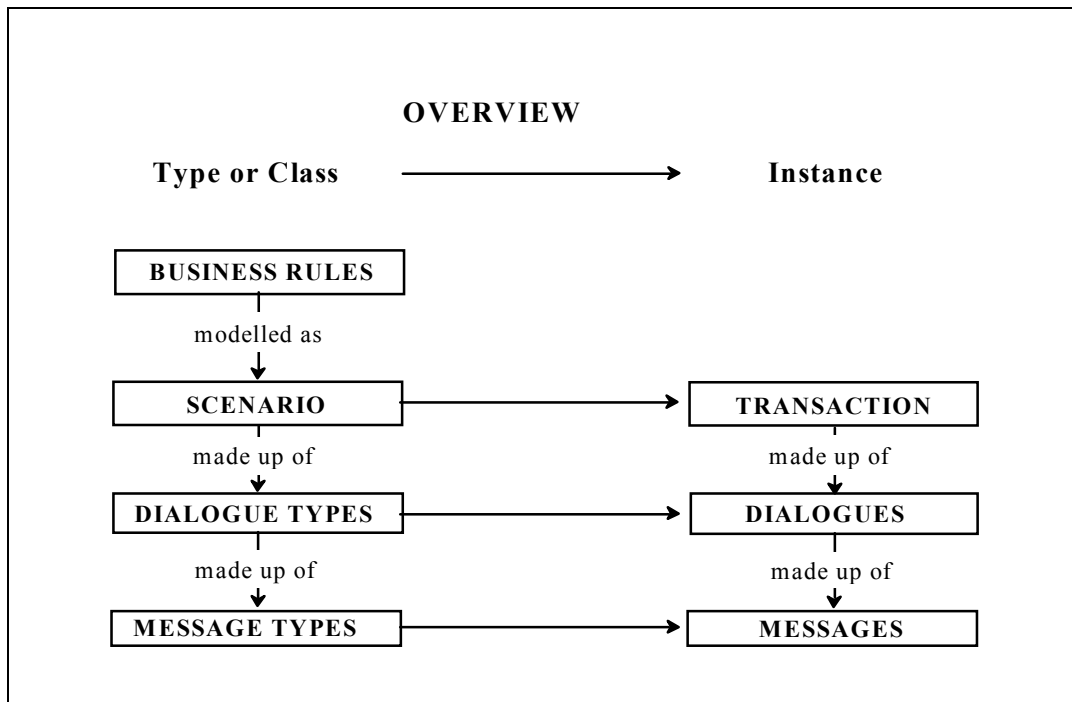 OVERVIEW
Type or Class Instance
BUSINESS RULES
modelled as
SCENARIO TRANSACTION
made up of made up of
DIALOGUE TYPES DIALOGUES
made up of made up of
MESSAGE TYPES MESSAGES